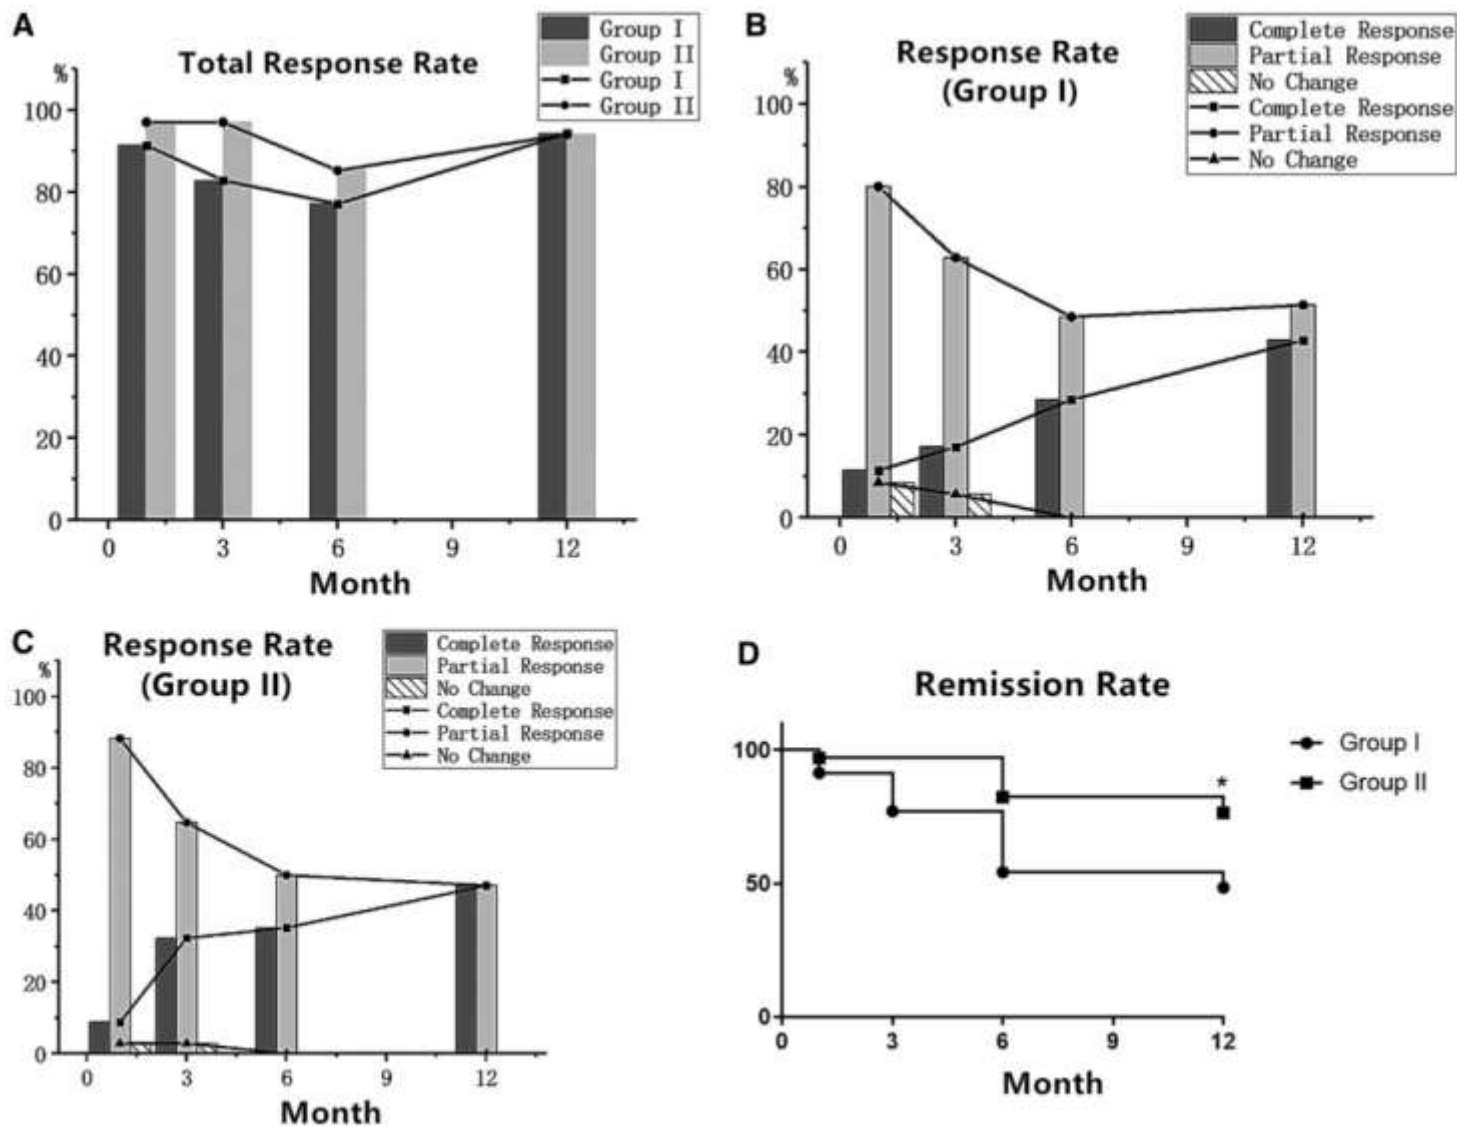 A
Total Response Rate
Group I
Group II
Group I
Group II
%
100
80
60
40
20
0
0 3 6 9 12
Month
B
Response Rate
(Group I)
Complete Response
Partial Response
No Change
Complete Response
Partial Response
No Change
%
100
80
60
40
20
0
0 3 6 9 12
Month
C
Response Rate
(Group II)
Complete Response
Partial Response
No Change
Complete Response
Partial Response
No Change
%
100
80
60
40
20
0
0 3 6 9 12
Month
D
Remission Rate
Group I
Group II
*
100
50
0
0 3 6 9 12
Month